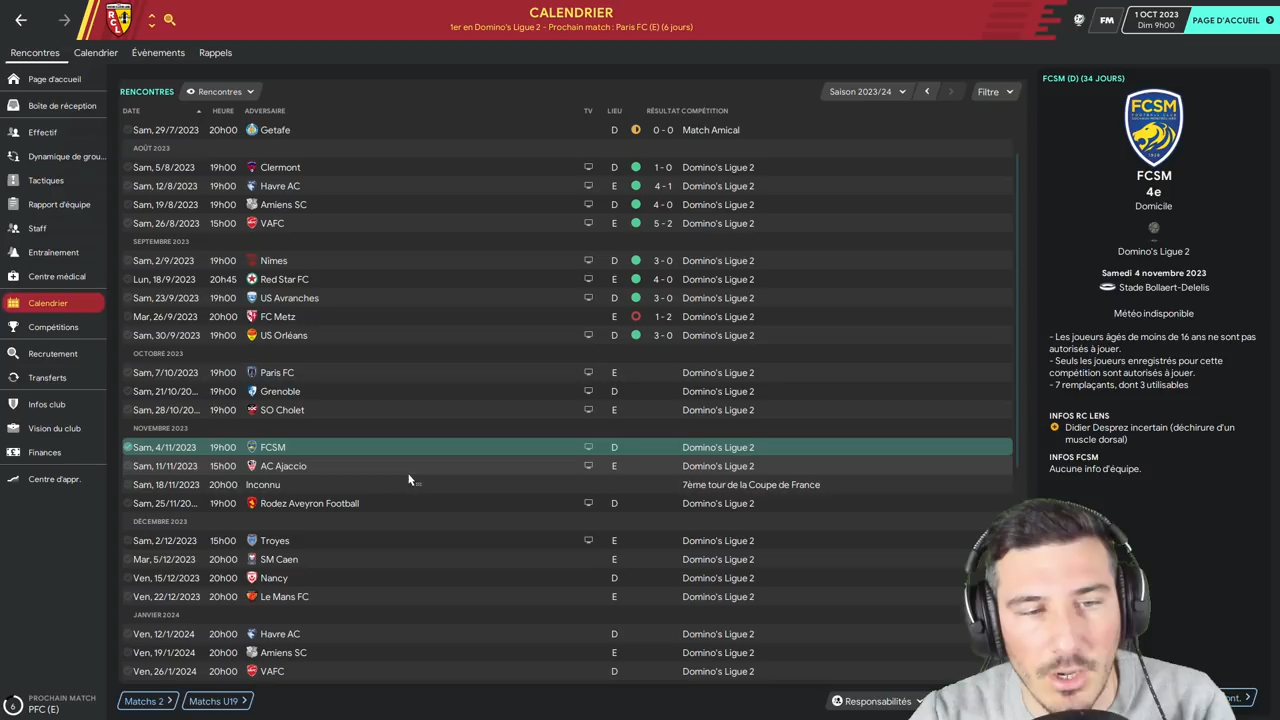 CALENDRIER
1er en Domino's Ligue 2 - Prochain match : Paris FC (E) (6 jours)
FM
1 OCT 2023
Dim 9h00
PAGE D'ACCUEIL
Rencontres Calendrier Évènements Rappels
Page d'accueil
Boîte de réception
Effectif
Dynamique de grou...
Tactiques
Rapport d'équipe
Staff
Entraînement
Centre médical
Calendrier
Compétitions
Recrutement
Transferts
Infos club
Vision du club
Finances
Centre d'appr.
PROCHAIN MATCH
6 PFC (E)
RENCONTRES Rencontres Saison 2023/24 Filtre
DATE HEURE ADVERSAIRE TV LIEU RÉSULTAT COMPÉTITION
Sam, 29/7/2023 20h00 Getafe D 0 - 0 Match Amical
AOÛT 2023
Sam, 5/8/2023 19h00 Clermont D 1 - 0 Domino's Ligue 2
Sam, 12/8/2023 19h00 Havre AC E 4 - 1 Domino's Ligue 2
Sam, 19/8/2023 19h00 Amiens SC D 4 - 0 Domino's Ligue 2
Sam, 26/8/2023 15h00 VAFC E 5 - 2 Domino's Ligue 2
SEPTEMBRE 2023
Sam, 2/9/2023 19h00 Nîmes D 3 - 0 Domino's Ligue 2
Lun, 18/9/2023 20h45 Red Star FC E 4 - 0 Domino's Ligue 2
Sam, 23/9/2023 19h00 US Avranches D 3 - 0 Domino's Ligue 2
Mar, 26/9/2023 20h00 FC Metz E 1 - 2 Domino's Ligue 2
Sam, 30/9/2023 19h00 US Orléans D 3 - 0 Domino's Ligue 2
OCTOBRE 2023
Sam, 7/10/2023 19h00 Paris FC E Domino's Ligue 2
Sam, 21/10/20... 19h00 Grenoble D Domino's Ligue 2
Sam, 28/10/20... 19h00 SO Cholet E Domino's Ligue 2
NOVEMBRE 2023
Sam, 4/11/2023 19h00 FCSM D Domino's Ligue 2
Sam, 11/11/2023 15h00 AC Ajaccio E Domino's Ligue 2
Sam, 18/11/2023 20h00 Inconnu 7ème tour de la Coupe de France
Sam, 25/11/20... 19h00 Rodez Aveyron Football D Domino's Ligue 2
DÉCEMBRE 2023
Sam, 2/12/2023 15h00 Troyes E Domino's Ligue 2
Mar, 5/12/2023 20h00 SM Caen E Domino's Ligue 2
Ven, 15/12/2023 20h00 Nancy D Domino's Ligue 2
Ven, 22/12/2023 20h00 Le Mans FC E Domino's Ligue 2
JANVIER 2024
Ven, 12/1/2024 20h00 Havre AC D Domino's Ligue 2
Ven, 19/1/2024 20h00 Amiens SC E Domino's Ligue 2
Ven, 26/1/2024 20h00 VAFC D Domino's Ligue 2
Matchs 2 Matchs U19 Responsabilités
FCSM (D) (34 JOURS)
FCSM
FCSM
4e
Domicile
Domino's Ligue 2
Samedi 4 novembre 2023
Stade Bollaert-Delelis
Météo indisponible
- Les joueurs âgés de moins de 16 ans ne sont pas
autorisés à jouer.
- Seuls les joueurs enregistrés pour cette
compétition sont autorisés à jouer.
- 7 remplaçants, dont 3 utilisables
INFOS RC LENS
Didier Desprez incertain (déchirure d'un
muscle dorsal)
INFOS FCSM
Aucune info d'équipe.